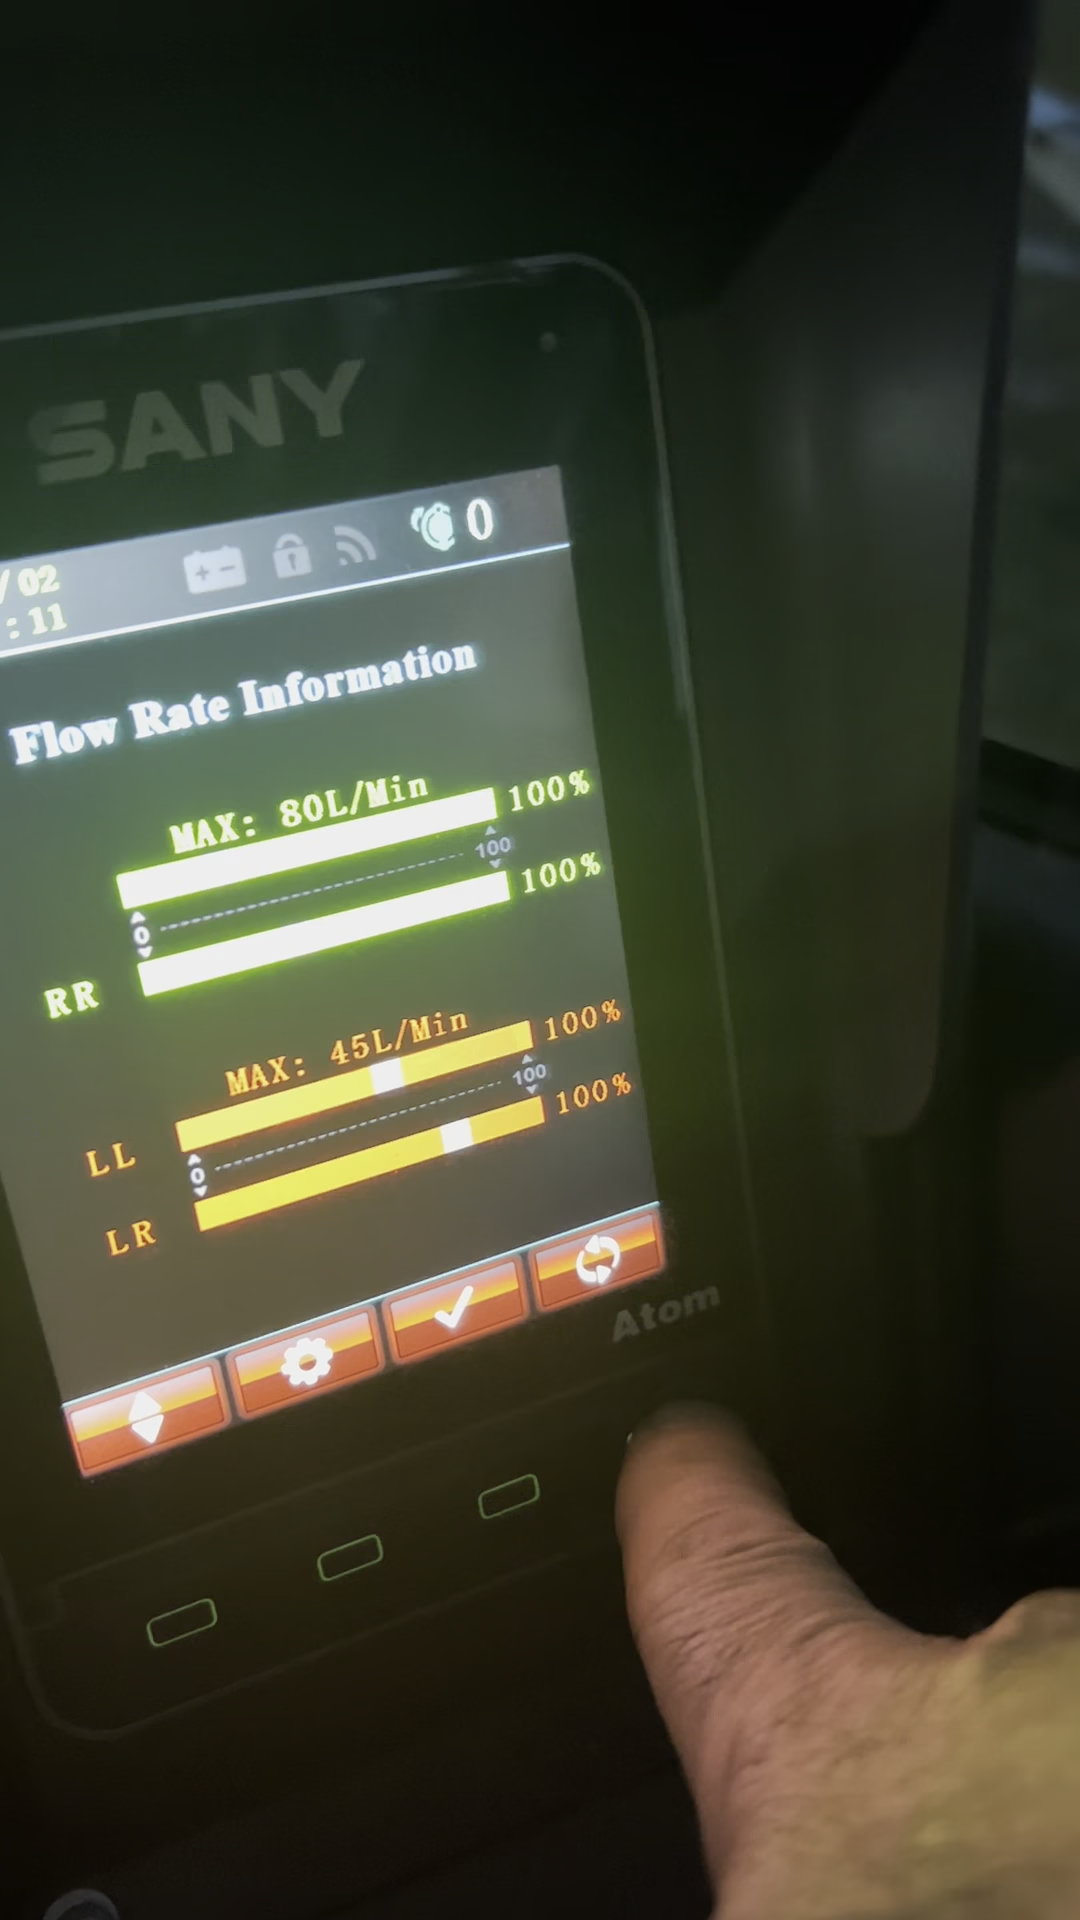 SANY
/02
:11
0
Flow Rate Information
MAX: 80L/Min
100%
100
0
100%
RR
MAX: 45L/Min
100%
LL
100
0
100%
LR
Atom